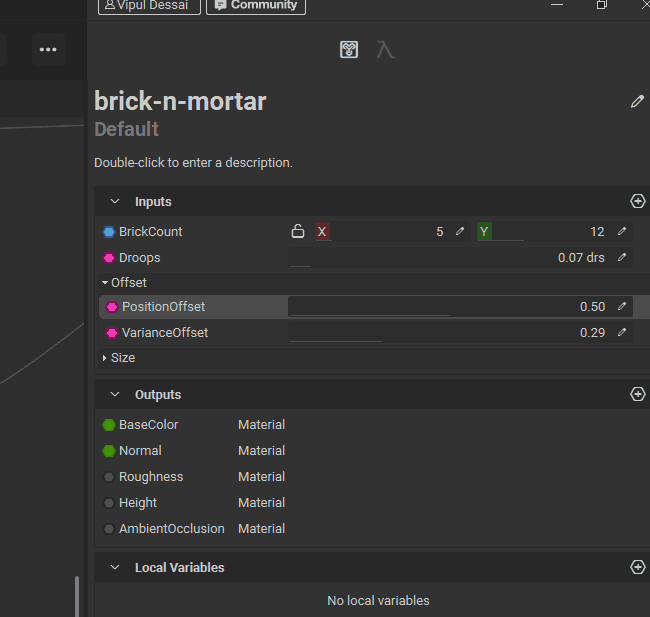 Vipul Dessai Community
brick-n-mortar
Default
Double-click to enter a description.
Inputs
BrickCount X 5 Y 12
Droops 0.07 drs
Offset
PositionOffset 0.50
VarianceOffset 0.29
Size
Outputs
BaseColor Material
Normal Material
Roughness Material
Height Material
AmbientOcclusion Material
Local Variables
No local variables